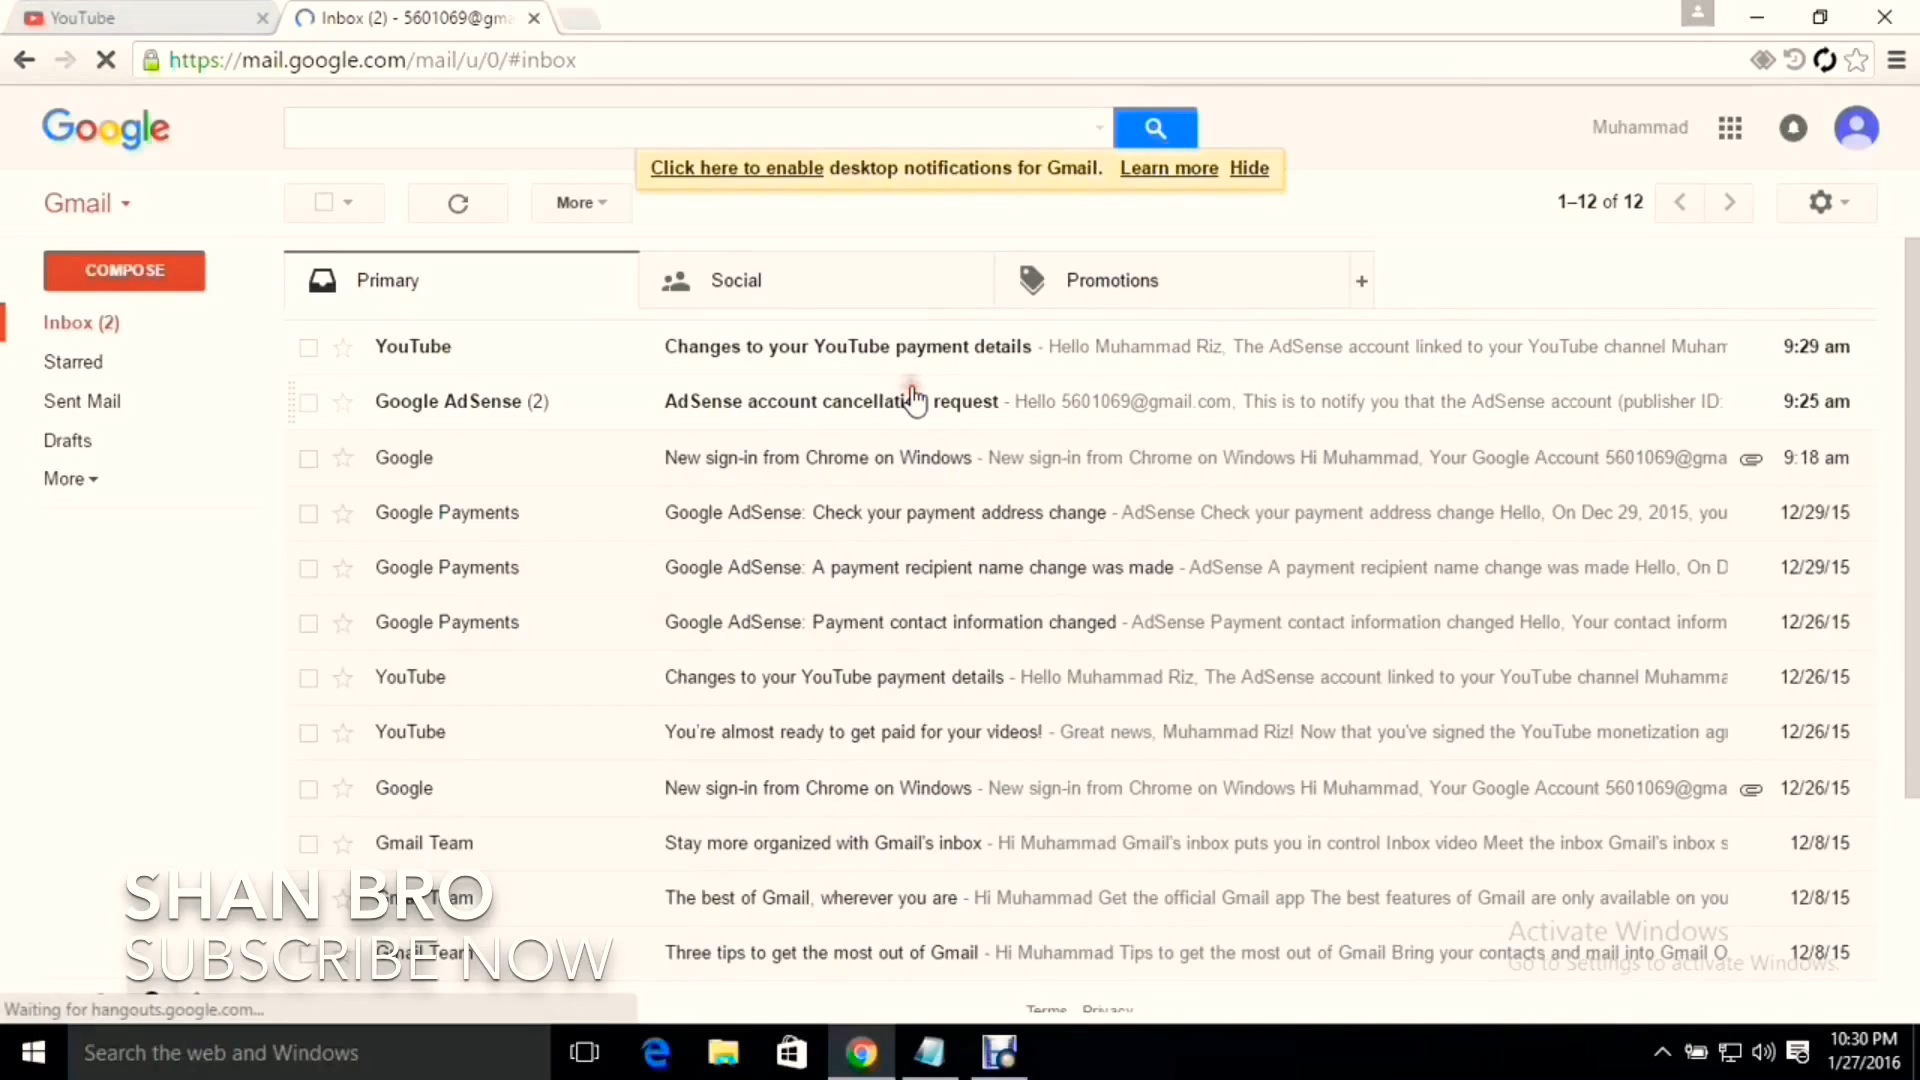 YouTube
Inbox (2) - 5601069@gm
https://mail.google.com/mail/u/0/#inbox
Google
Muhammad
Click here to enable desktop notifications for Gmail. Learn more Hide
Gmail
More
1–12 of 12
COMPOSE
Primary
Social
Promotions
+
Inbox (2)
Starred
Sent Mail
Drafts
More
YouTube Changes to your YouTube payment details - Hello Muhammad Riz, The AdSense account linked to your YouTube channel Muham 9:29 am
Google AdSense (2) AdSense account cancellati request - Hello 5601069@gmail.com, This is to notify you that the AdSense account (publisher ID: 9:25 am
Google New sign-in from Chrome on Windows - New sign-in from Chrome on Windows Hi Muhammad, Your Google Account 5601069@gma 9:18 am
Google Payments Google AdSense: Check your payment address change - AdSense Check your payment address change Hello, On Dec 29, 2015, you 12/29/15
Google Payments Google AdSense: A payment recipient name change was made - AdSense A payment recipient name change was made Hello, On D 12/29/15
Google Payments Google AdSense: Payment contact information changed - AdSense Payment contact information changed Hello, Your contact inform 12/26/15
YouTube Changes to your YouTube payment details - Hello Muhammad Riz, The AdSense account linked to your YouTube channel Muhamma 12/26/15
YouTube You're almost ready to get paid for your videos! - Great news, Muhammad Riz! Now that you've signed the YouTube monetization agr 12/26/15
Google New sign-in from Chrome on Windows - New sign-in from Chrome on Windows Hi Muhammad, Your Google Account 5601069@gma 12/26/15
Gmail Team Stay more organized with Gmail's inbox - Hi Muhammad Gmail's inbox puts you in control Inbox video Meet the inbox Gmail's inbox s 12/8/15
Gmail Team The best of Gmail, wherever you are - Hi Muhammad Get the official Gmail app The best features of Gmail are only available on you 12/8/15
Gmail Team Three tips to get the most out of Gmail - Hi Muhammad Tips to get the most out of Gmail Bring your contacts and mail into Gmail O 12/8/15
SHAN BRO
SUBSCRIBE NOW
Activate Windows
Go to Settings to activate Windows.
Waiting for hangouts.google.com...
Terms Privacy
Search the web and Windows
10:30 PM
1/27/2016